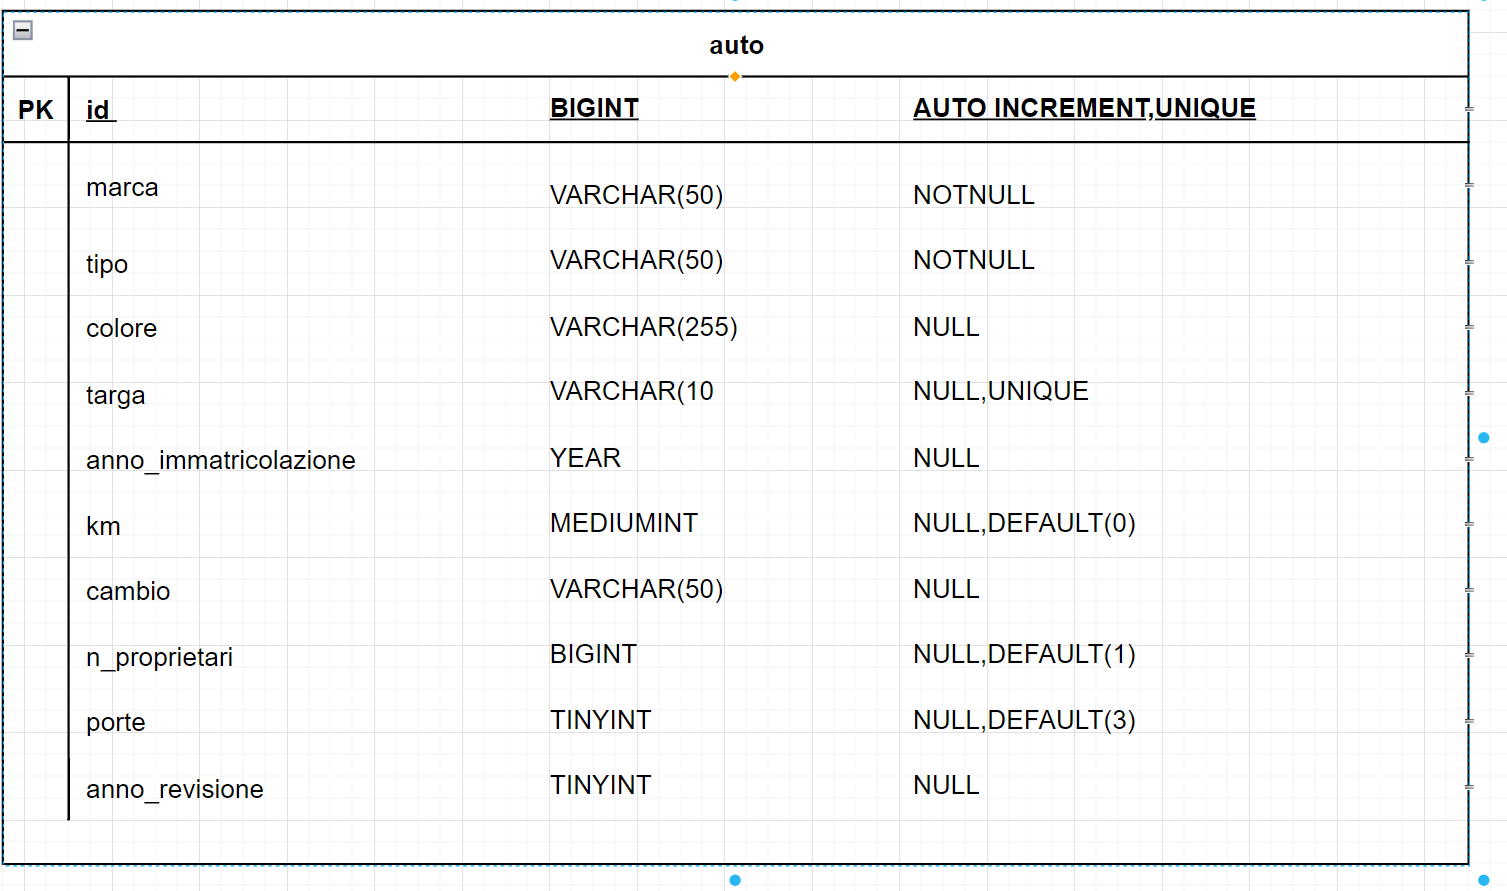 auto
PK id BIGINT AUTO INCREMENT,UNIQUE
marca VARCHAR(50) NOTNULL
tipo VARCHAR(50) NOTNULL
colore VARCHAR(255) NULL
targa VARCHAR(10 NULL,UNIQUE
anno_immatricolazione YEAR NULL
km MEDIUMINT NULL,DEFAULT(0)
cambio VARCHAR(50) NULL
n_proprietari BIGINT NULL,DEFAULT(1)
porte TINYINT NULL,DEFAULT(3)
anno_revisione TINYINT NULL